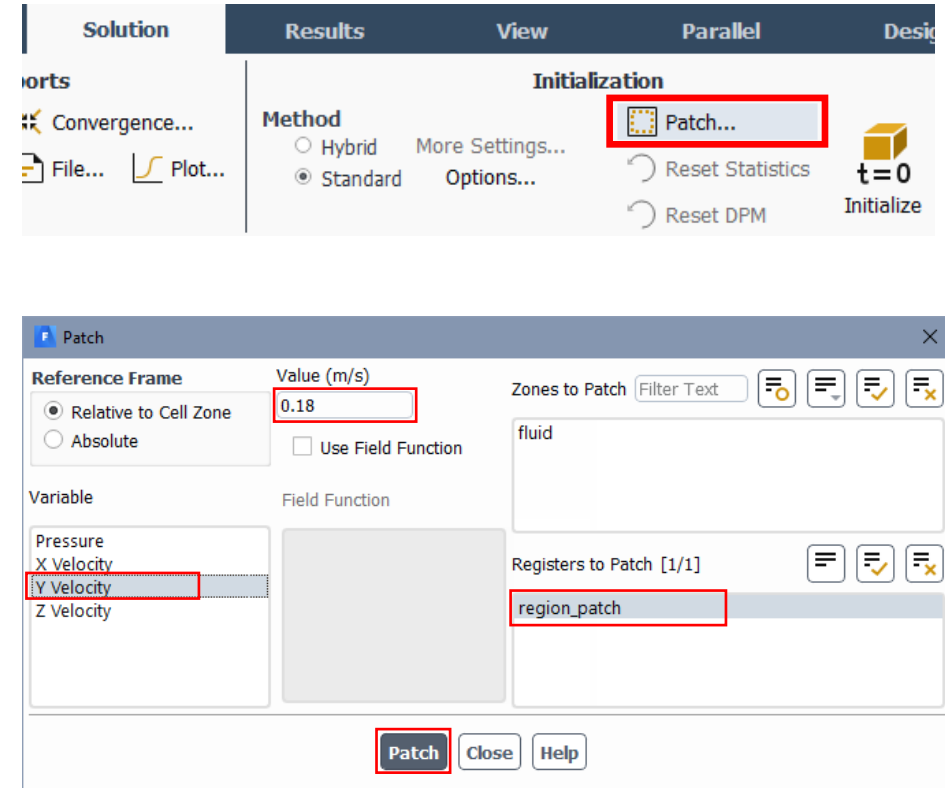 Solution Results View Parallel Desig
orts Initialization
Convergence... Method Patch...
Hybrid More Settings...
File... Plot... Standard Options... Reset Statistics t=0
Reset DPM Initialize
F Patch
Reference Frame Value (m/s) Zones to Patch Filter Text
Relative to Cell Zone 0.18
Absolute Use Field Function fluid
Variable Field Function
Pressure
X Velocity Registers to Patch [1/1]
Y Velocity
Z Velocity region_patch
Patch Close Help